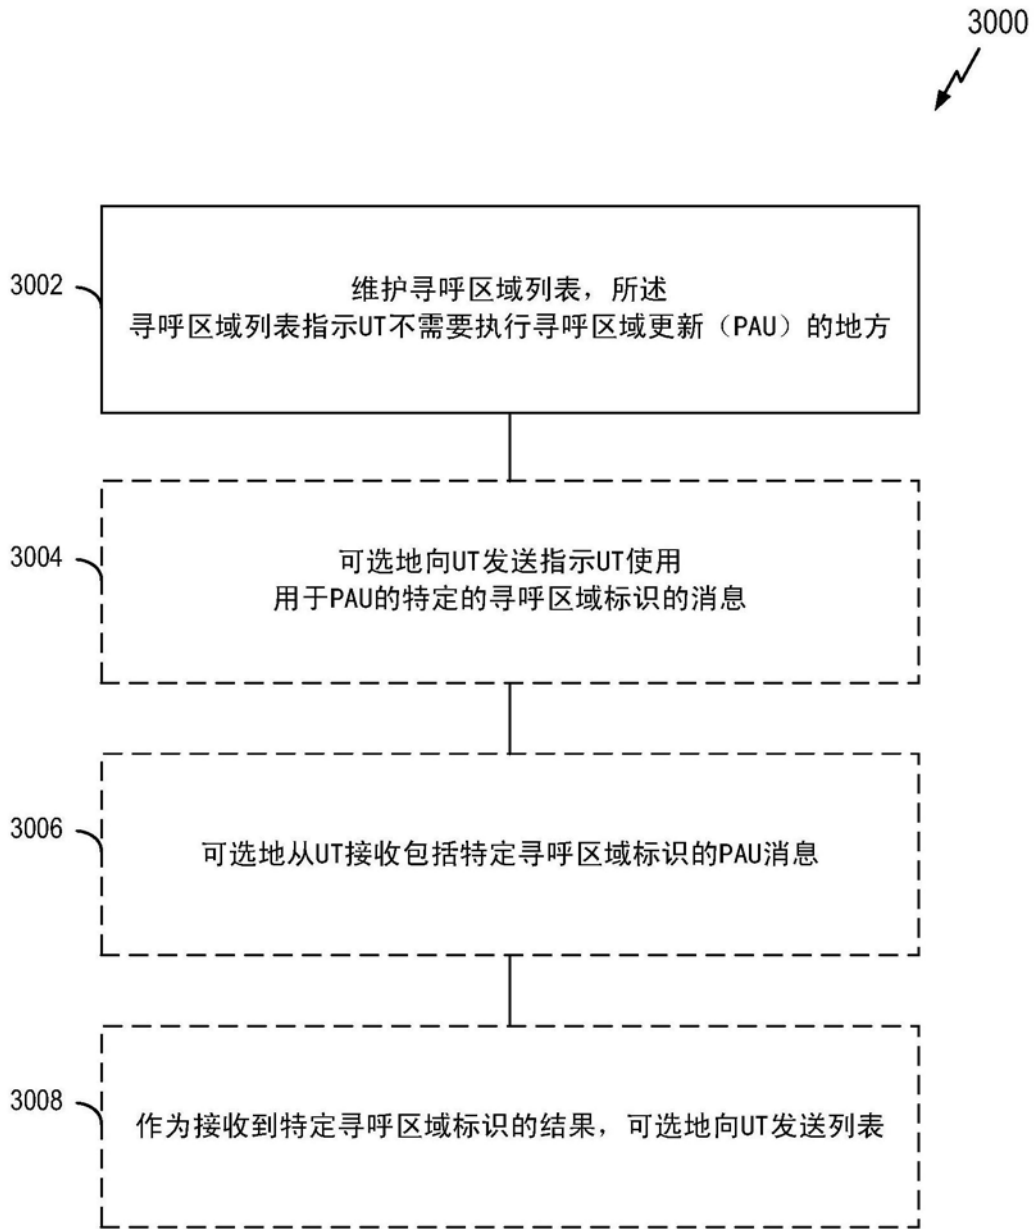 3000
3002
维护寻呼区域列表，所述
寻呼区域列表指示UT不需要执行寻呼区域更新（PAU）的地方
3004
可选地向UT发送指示UT使用
用于PAU的特定的寻呼区域标识的消息
3006
可选地从UT接收包括特定寻呼区域标识的PAU消息
3008
作为接收到特定寻呼区域标识的结果，可选地向UT发送列表